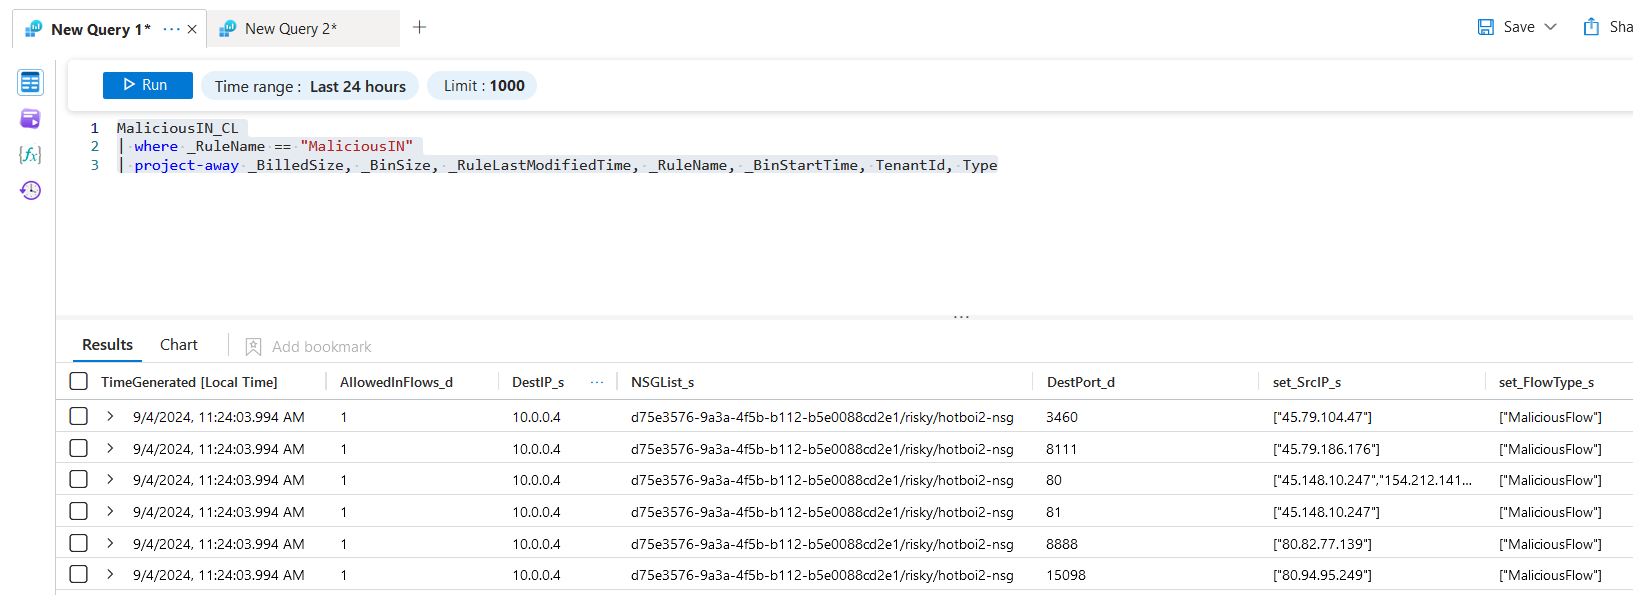 New Query 1* ··· ×
New Query 2*
+
Save
Sha
Run
Time range : Last 24 hours
Limit : 1000
1 MaliciousIN_CL
2 | where _RuleName == "MaliciousIN"
3 | project-away _BilledSize, _BinSize, _RuleLastModifiedTime, _RuleName, _BinStartTime, TenantId, Type
{fx}
...
Results Chart Add bookmark
TimeGenerated [Local Time] AllowedInFlows_d DestIP_s ··· NSGList_s DestPort_d set_SrcIP_s set_FlowType_s
9/4/2024, 11:24:03.994 AM 1 10.0.0.4 d75e3576-9a3a-4f5b-b112-b5e0088cd2e1/risky/hotboi2-nsg 3460 ["45.79.104.47"] ["MaliciousFlow"]
9/4/2024, 11:24:03.994 AM 1 10.0.0.4 d75e3576-9a3a-4f5b-b112-b5e0088cd2e1/risky/hotboi2-nsg 8111 ["45.79.186.176"] ["MaliciousFlow"]
9/4/2024, 11:24:03.994 AM 1 10.0.0.4 d75e3576-9a3a-4f5b-b112-b5e0088cd2e1/risky/hotboi2-nsg 80 ["45.148.10.247","154.212.141... ["MaliciousFlow"]
9/4/2024, 11:24:03.994 AM 1 10.0.0.4 d75e3576-9a3a-4f5b-b112-b5e0088cd2e1/risky/hotboi2-nsg 81 ["45.148.10.247"] ["MaliciousFlow"]
9/4/2024, 11:24:03.994 AM 1 10.0.0.4 d75e3576-9a3a-4f5b-b112-b5e0088cd2e1/risky/hotboi2-nsg 8888 ["80.82.77.139"] ["MaliciousFlow"]
9/4/2024, 11:24:03.994 AM 1 10.0.0.4 d75e3576-9a3a-4f5b-b112-b5e0088cd2e1/risky/hotboi2-nsg 15098 ["80.94.95.249"] ["MaliciousFlow"]